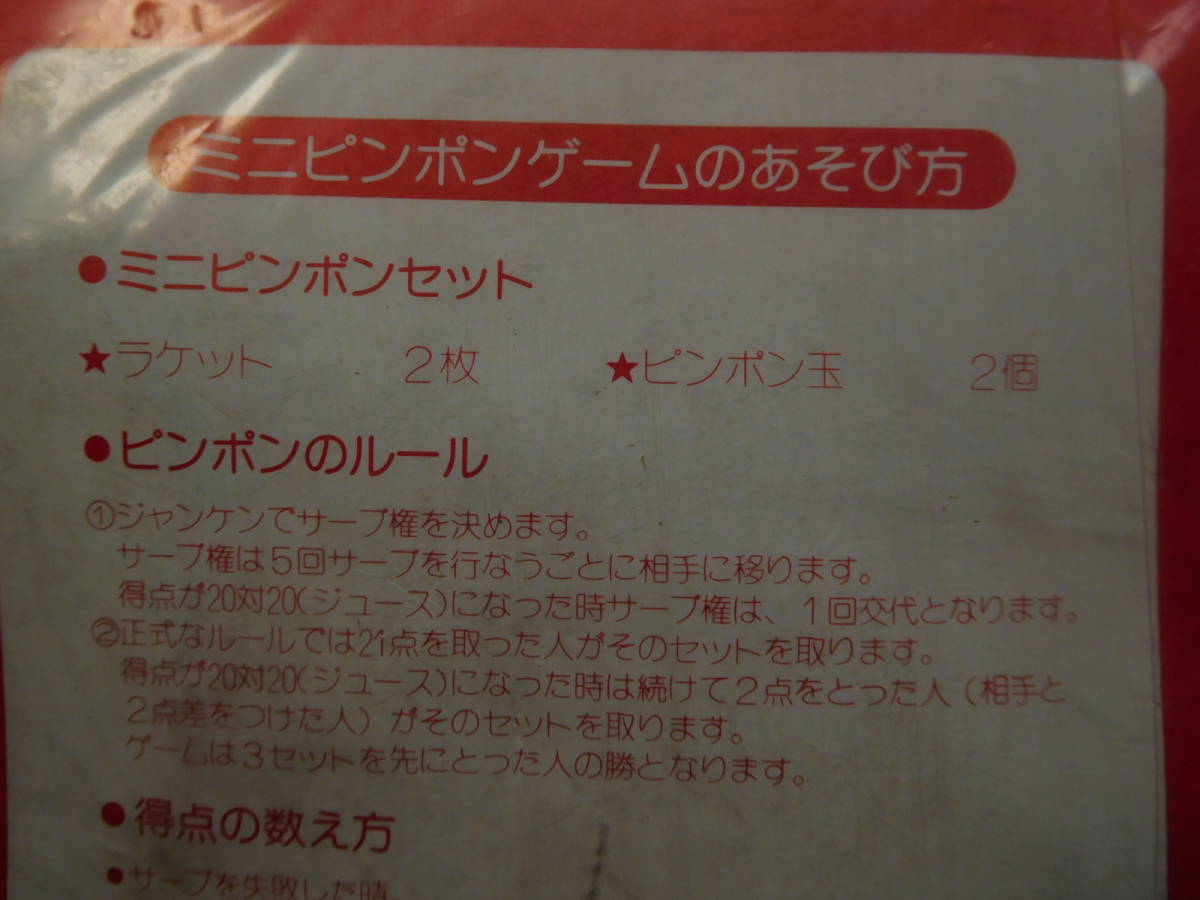 ミニピンポンゲームのあそび方
●ミニピンポンセット
★ラケット 2枚 ★ピンポン玉 2個
●ピンポンのルール
①ジャンケンでサーブ権を決めます。
サーブ権は5回サーブを行なうごとに相手に移ります。
得点が20対20(ジュース)になった時サーブ権は、1回交代となります。
②正式なルールでは21点を取った人がそのセットを取ります。
得点が20対20(ジュース)になった時は続けて2点をとった人(相手と
2点差をつけた人)がそのセットを取ります。
ゲームは3セットを先にとった人の勝となります。
●得点の数え方
●サーブを失敗した時